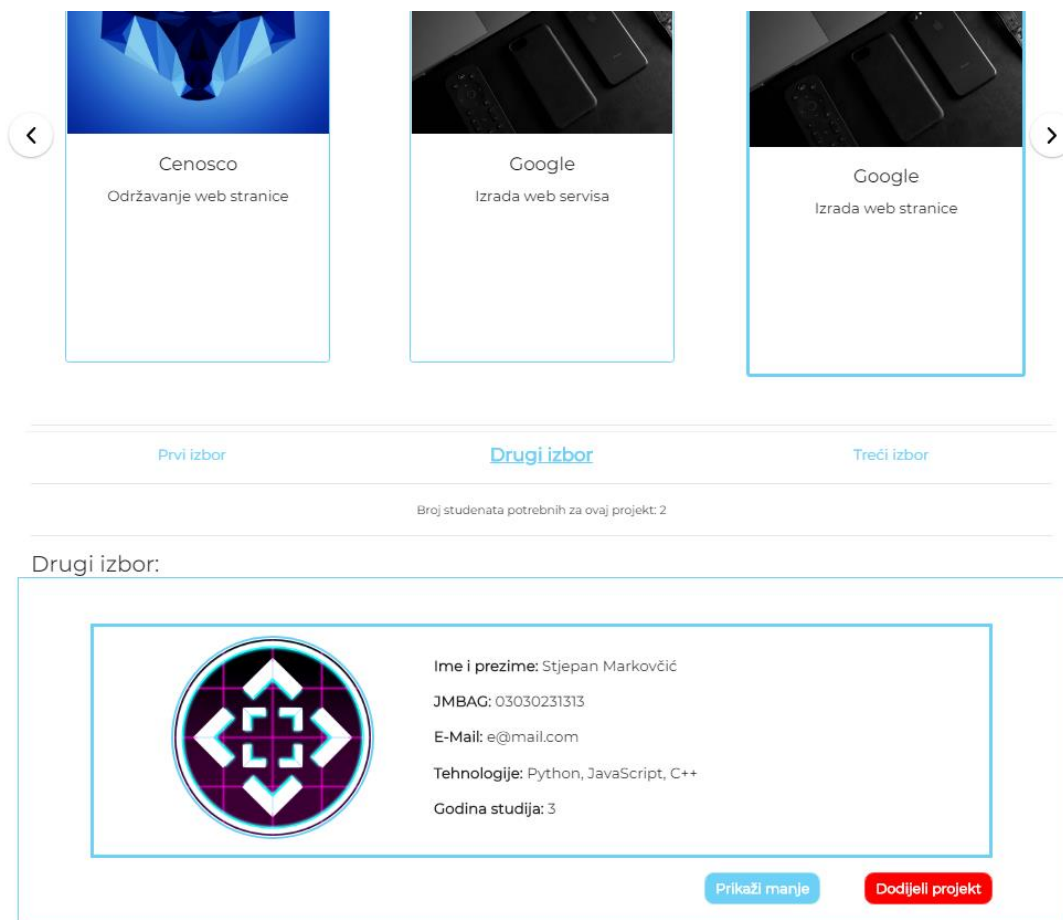 Cenosco
Održavanje web stranice
Google
Izrada web servisa
Google
Izrada web stranice
Prvi izbor
Drugi izbor
Treći izbor
Broj studenata potrebnih za ovaj projekt: 2
Drugi izbor:
Ime i prezime: Stjepan Markovčić
JMBAG: 03030231313
E-Mail: e@mail.com
Tehnologije: Python, JavaScript, C++
Godina studija: 3
Prikaži manje
Dodijeli projekt